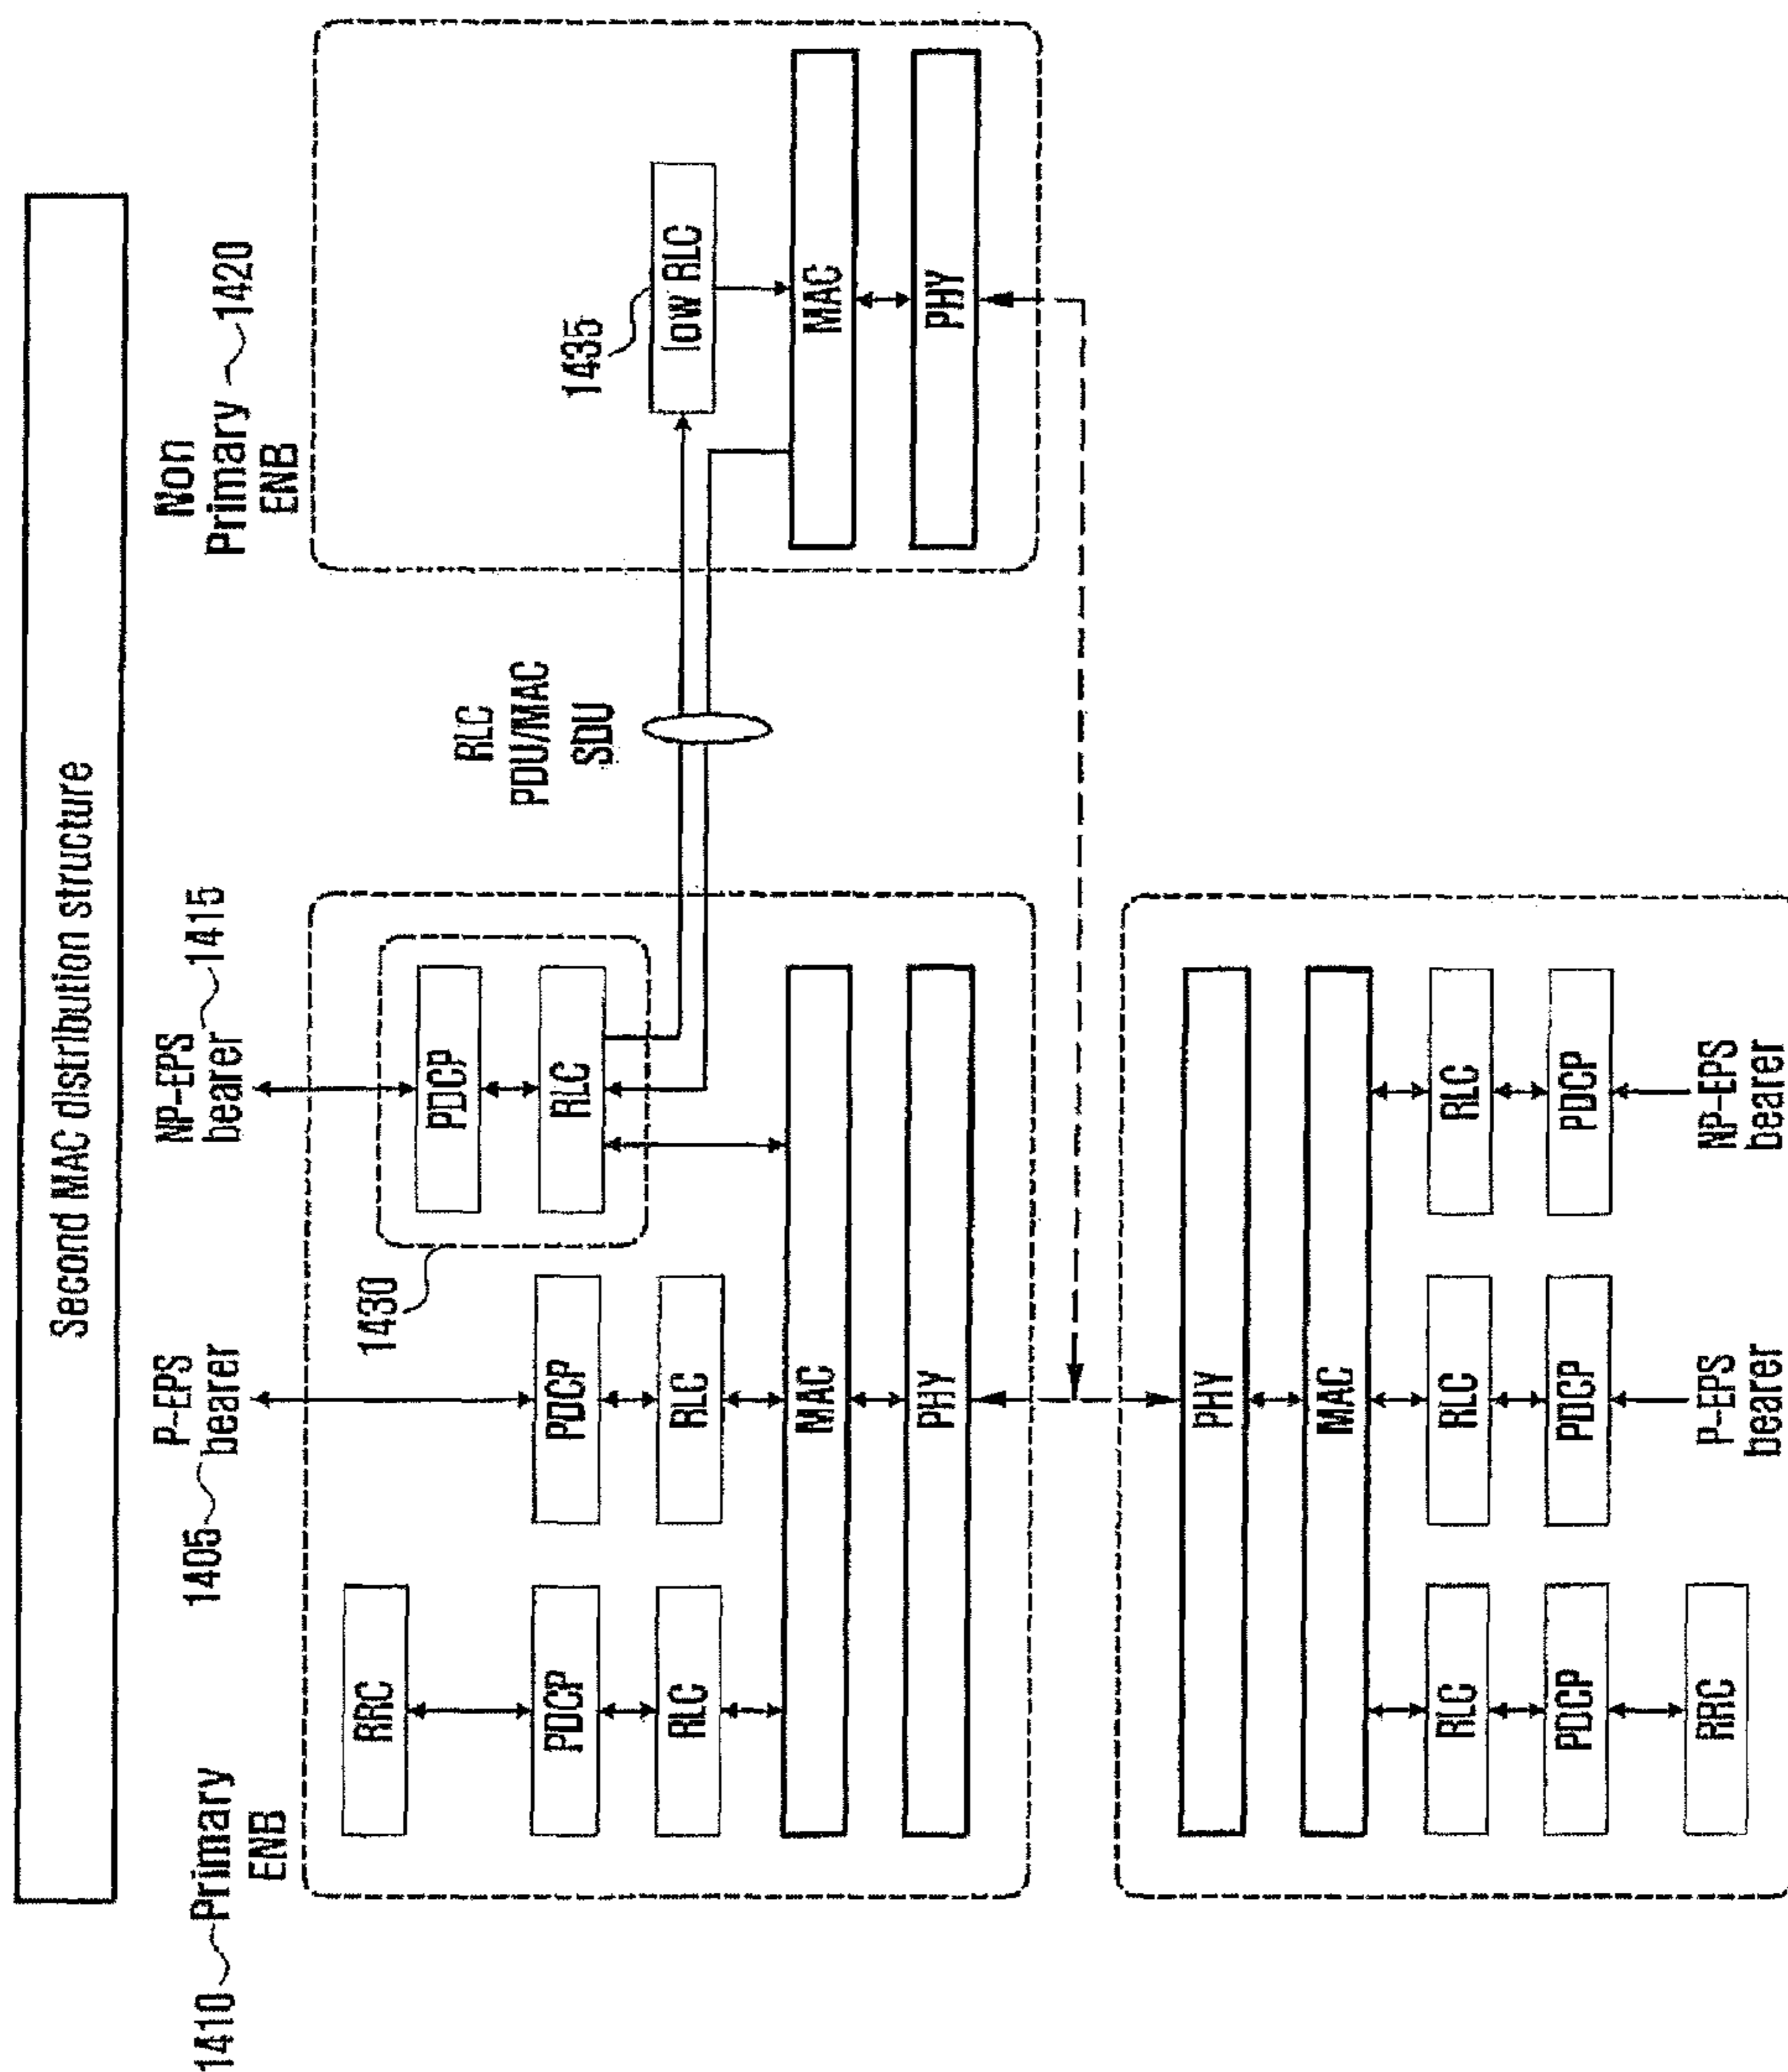 Second MAC distribution structure
1410
Primary
ENB
1405
P-EPS
bearer
NP-EPS
bearer
1415
Non
Primary
ENB
1420
RRC
PDCP
RLC
PDCP
RLC
1430
PDCP
RLC
MAC
PHY
RLC
PDU/MAC
SDU
1435
low RLC
MAC
PHY
PHY
MAC
RLC
RLC
RLC
PDCP
PDCP
PDCP
RRC
P-EPS
bearer
NP-EPS
bearer